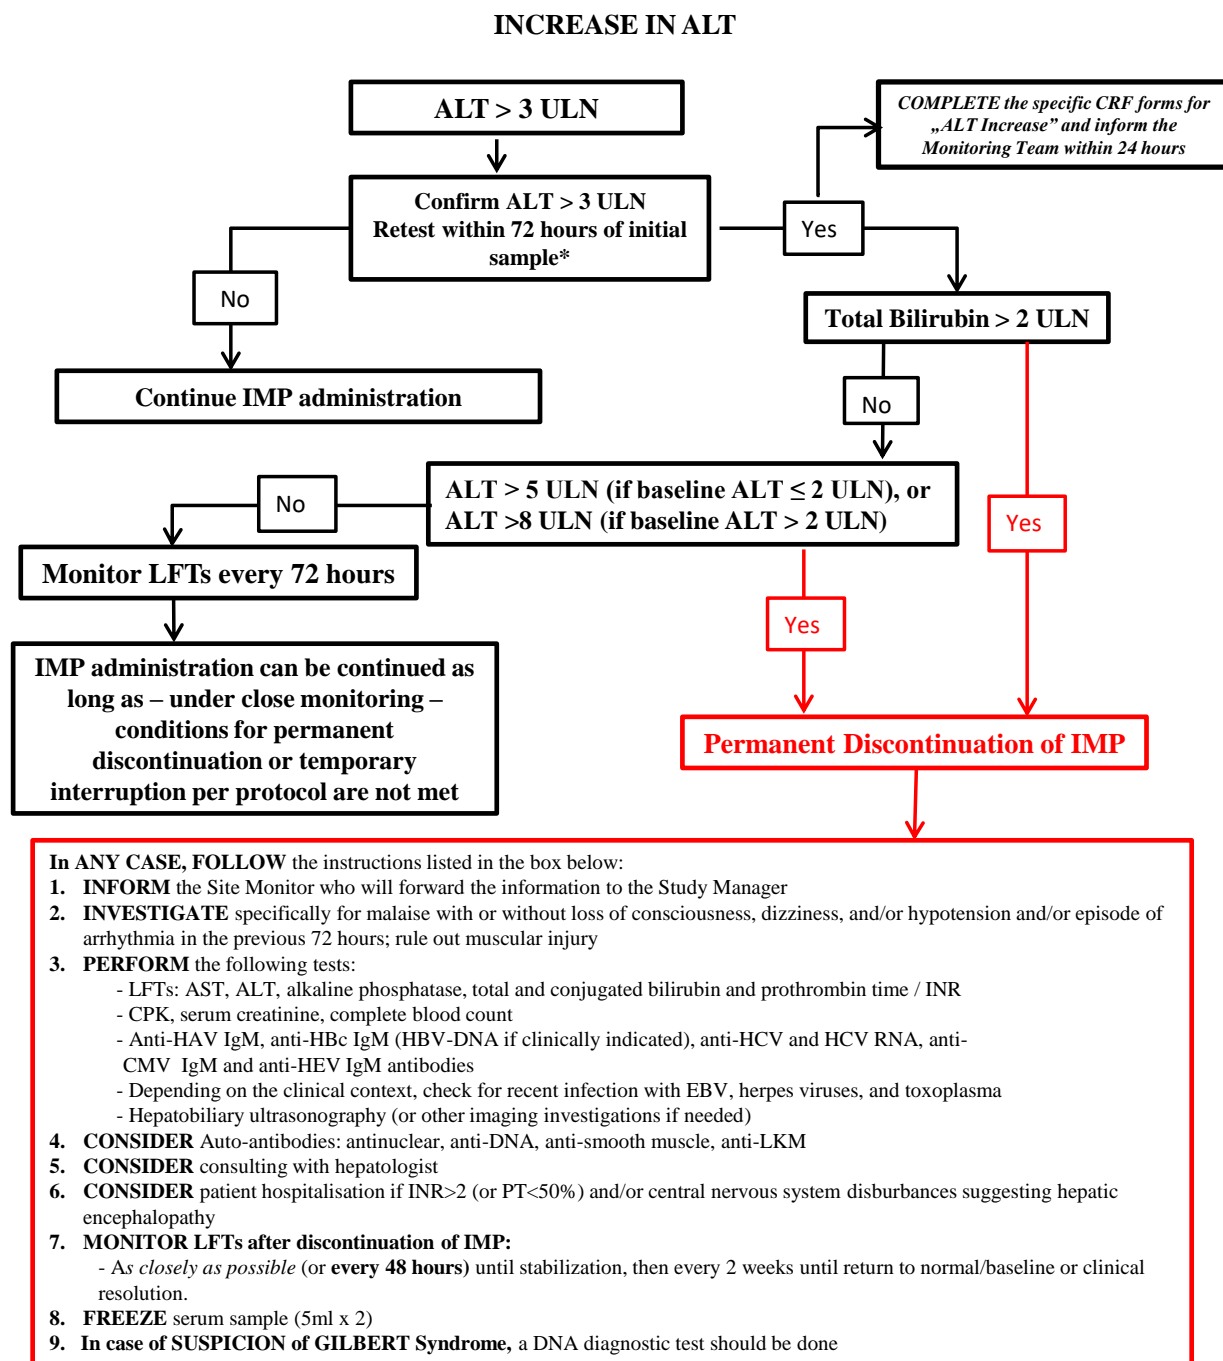 INCREASE IN ALT
ALT > 3 ULN
COMPLETE the specific CRF forms for
„ALT Increase” and inform the
Monitoring Team within 24 hours
Confirm ALT > 3 ULN
Retest within 72 hours of initial
sample*
Yes
No
Total Bilirubin > 2 ULN
Continue IMP administration
No
ALT > 5 ULN (if baseline ALT ≤ 2 ULN), or
ALT >8 ULN (if baseline ALT > 2 ULN)
No
Yes
Monitor LFTs every 72 hours
Yes
IMP administration can be continued as
long as – under close monitoring –
conditions for permanent
discontinuation or temporary
interruption per protocol are not met
Permanent Discontinuation of IMP
In ANY CASE, FOLLOW the instructions listed in the box below:
1. INFORM the Site Monitor who will forward the information to the Study Manager
2. INVESTIGATE specifically for malaise with or without loss of consciousness, dizziness, and/or hypotension and/or episode of
arrhythmia in the previous 72 hours; rule out muscular injury
3. PERFORM the following tests:
- LFTs: AST, ALT, alkaline phosphatase, total and conjugated bilirubin and prothrombin time / INR
- CPK, serum creatinine, complete blood count
- Anti-HAV IgM, anti-HBc IgM (HBV-DNA if clinically indicated), anti-HCV and HCV RNA, anti-
CMV IgM and anti-HEV IgM antibodies
- Depending on the clinical context, check for recent infection with EBV, herpes viruses, and toxoplasma
- Hepatobiliary ultrasonography (or other imaging investigations if needed)
4. CONSIDER Auto-antibodies: antinuclear, anti-DNA, anti-smooth muscle, anti-LKM
5. CONSIDER consulting with hepatologist
6. CONSIDER patient hospitalisation if INR>2 (or PT<50%) and/or central nervous system disburbances suggesting hepatic
encephalopathy
7. MONITOR LFTs after discontinuation of IMP:
- As closely as possible (or every 48 hours) until stabilization, then every 2 weeks until return to normal/baseline or clinical
resolution.
8. FREEZE serum sample (5ml x 2)
9. In case of SUSPICION of GILBERT Syndrome, a DNA diagnostic test should be done